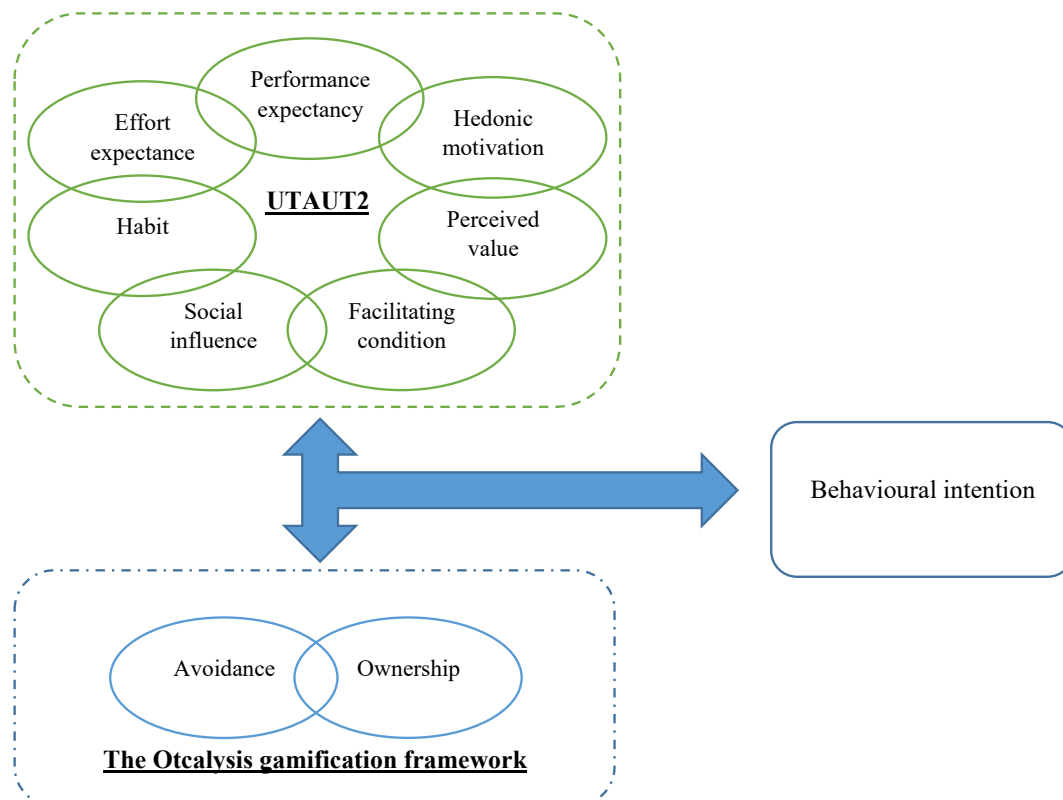 Performance
expectancy
Effort
expectance
Hedonic
motivation
UTAUT2
Habit
Perceived
value
Social
influence
Facilitating
condition
Behavioural intention
Avoidance
Ownership
The Otcalysis gamification framework